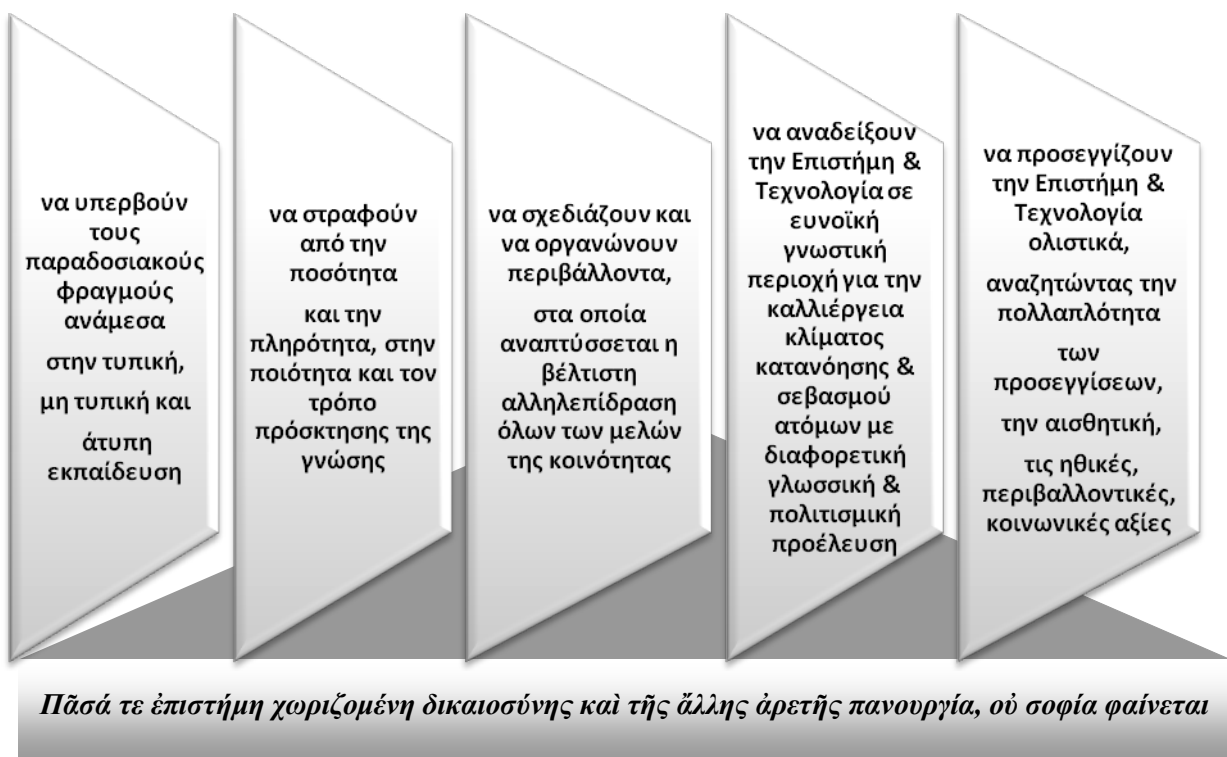 να υπερβούν
τους
παραδοσιακούς
φραγμούς
ανάμεσα
στην τυπική,
μη τυπική και
άτυπη
εκπαίδευση
να στραφούν
από την
ποσότητα
και την
πληρότητα, στην
ποιότητα και τον
τρόπο
πρόσκτησης της
γνώσης
να σχεδιάζουν και
να οργανώνουν
περιβάλλοντα,
στα οποία
αναπτύσσεται η
βέλτιστη
αλληλεπίδραση
όλων των μελών
της κοινότητας
να αναδείξουν
την Επιστήμη &
Τεχνολογία σε
ευνοϊκή
γνωστική
περιοχή για την
καλλιέργεια
κλίματος
κατανόησης &
σεβασμού
ατόμων με
διαφορετική
γλωσσική &
πολιτισμική
προέλευση
να προσεγγίζουν
την Επιστήμη &
Τεχνολογία
ολιστικά,
αναζητώντας την
πολλαπλότητα
των
προσεγγίσεων,
την αισθητική,
τις ηθικές,
περιβαλλοντικές,
κοινωνικές αξίες
Πᾶσά τε ἐπιστήμη χωριζομένη δικαιοσύνης καὶ τῆς ἄλλης ἀρετῆς πανουργία, οὐ σοφία φαίνεται